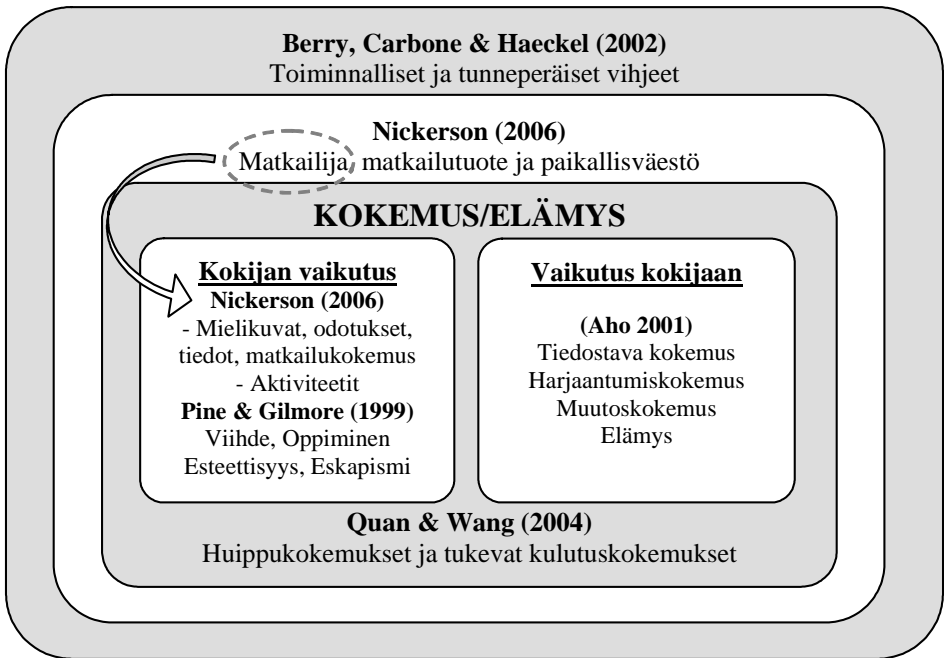 Berry, Carbone & Haeckel (2002)
Toiminnalliset ja tunneperäiset vihjeet
Nickerson (2006)
Matkailija, matkailutuote ja paikallisväestö
KOKEMUS/ELÄMYS
Kokijan vaikutus
Nickerson (2006)
- Mielikuvat, odotukset,
tiedot, matkailukokemus
- Aktiviteetit
Pine & Gilmore (1999)
Viihde, Oppiminen
Esteettisyys, Eskapismi
Vaikutus kokijaan
(Aho 2001)
Tiedostava kokemus
Harjaantumiskokemus
Muutoskokemus
Elämys
Quan & Wang (2004)
Huippukokemukset ja tukevat kulutuskokemukset